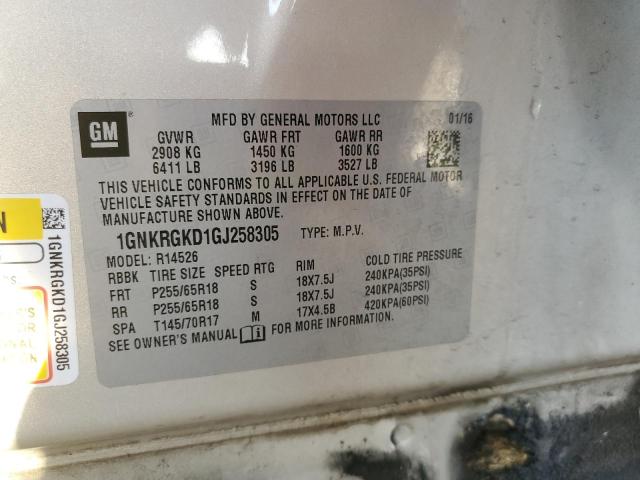 GM
MFD BY GENERAL MOTORS LLC 01/16
GVWR GAWR FRT GAWR RR
2908 KG 1450 KG 1600 KG
6411 LB 3196 LB 3527 LB
THIS VEHICLE CONFORMS TO ALL APPLICABLE U.S. FEDERAL MOTOR
VEHICLE SAFETY STANDARDS IN EFFECT ON THE DATE OF
MANUFACTURE SHOWN ABOVE.
1GNKRGKD1GJ258305 TYPE: M.P.V.
MODEL: R14526
RBBK TIRE SIZE SPEED RTG RIM COLD TIRE PRESSURE
FRT P255/65R18 S 18X7.5J 240KPA(35PSI)
RR P255/65R18 S 18X7.5J 240KPA(35PSI)
SPA T145/70R17 M 17X4.5B 420KPA(60PSI)
SEE OWNER'S MANUAL FOR MORE INFORMATION.
N
1GNKRGKD1GJ258305